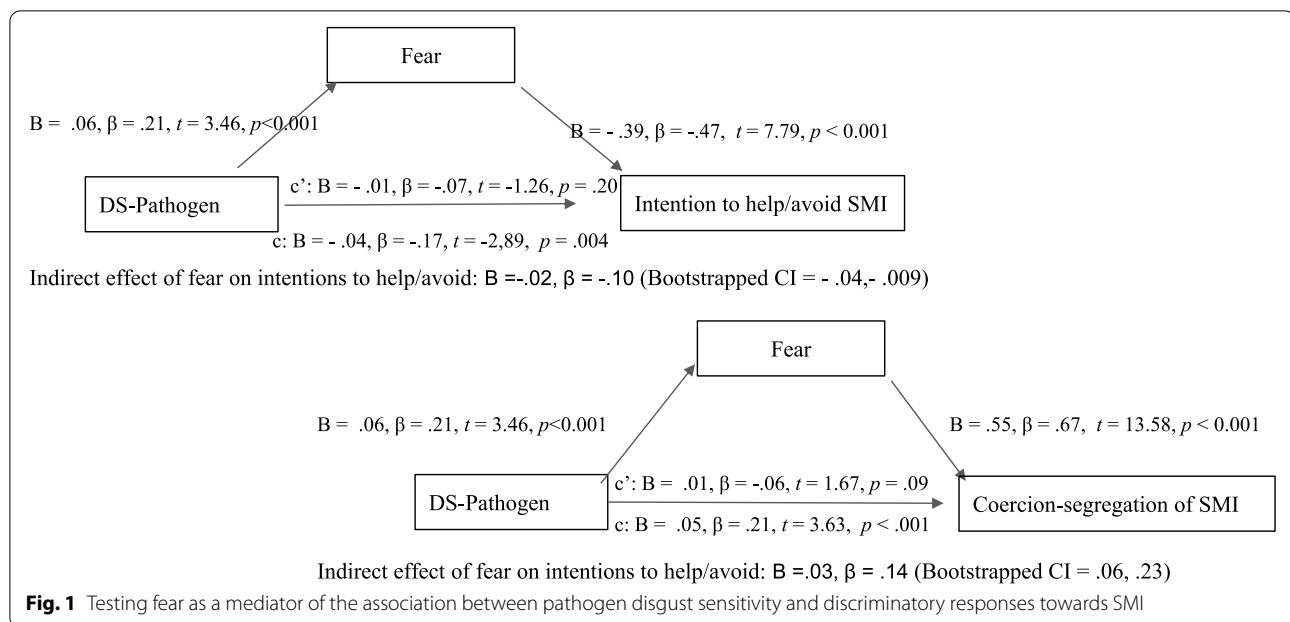 Fear
B = .06, β = .21, t = 3.46, p<0.001
B = - .39, β = -.47, t = 7.79, p < 0.001
DS-Pathogen
c’: B = - .01, β = -.07, t = -1.26, p = .20
Intention to help/avoid SMI
c: B = - .04, β = -.17, t = -2,89, p = .004
Indirect effect of fear on intentions to help/avoid: B =-.02, β = -.10 (Bootstrapped CI = - .04,- .009)
Fear
B = .06, β = .21, t = 3.46, p<0.001
B = .55, β = .67, t = 13.58, p < 0.001
DS-Pathogen
c’: B = .01, β = -.06, t = 1.67, p = .09
Coercion-segregation of SMI
c: B = .05, β = .21, t = 3.63, p < .001
Indirect effect of fear on intentions to help/avoid: B =.03, β = .14 (Bootstrapped CI = .06, .23)
Fig. 1 Testing fear as a mediator of the association between pathogen disgust sensitivity and discriminatory responses towards SMI